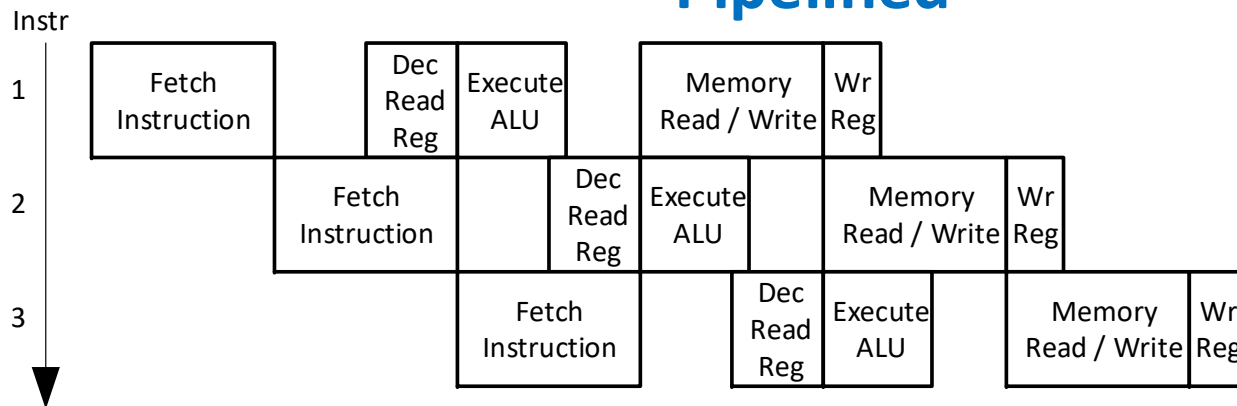 Pipelined
Instr
1
Fetch
Instruction
Dec
Read
Reg
Execute
ALU
Memory
Read / Write
Wr
Reg
2
Fetch
Instruction
Dec
Read
Reg
Execute
ALU
Memory
Read / Write
Wr
Reg
3
Fetch
Instruction
Dec
Read
Reg
Execute
ALU
Memory
Read / Write
Wr
Reg